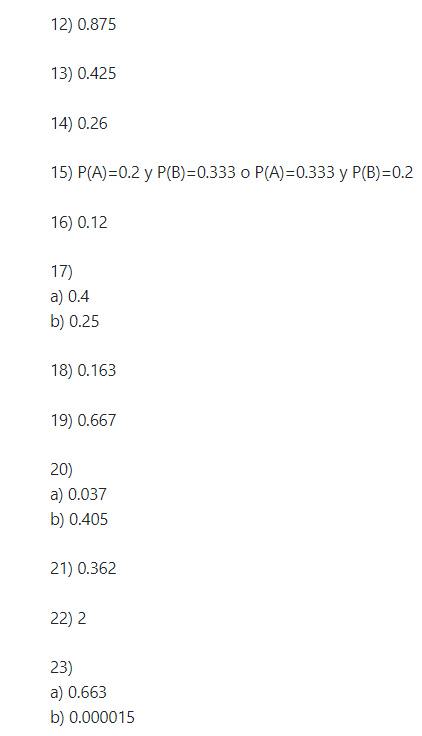 12) 0.875
13) 0.425
14) 0.26
15) P(A)=0.2 y P(B)=0.333 o P(A)=0.333 y P(B)=0.2
16) 0.12
17)
a) 0.4
b) 0.25
18) 0.163
19) 0.667
20)
a) 0.037
b) 0.405
21) 0.362
22) 2
23)
a) 0.663
b) 0.000015